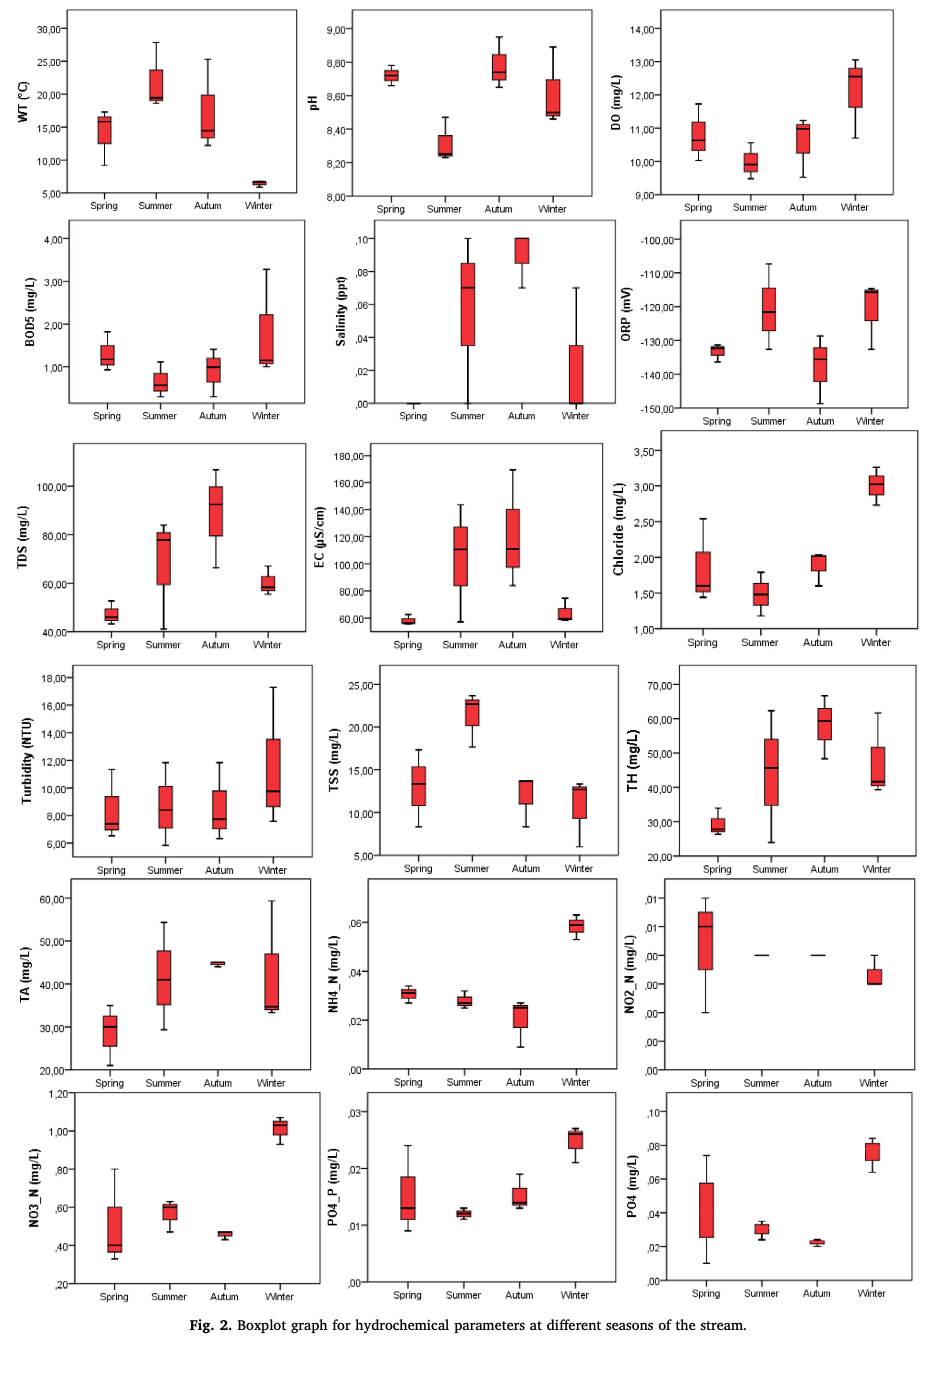 30,00
25,00
20,00
15,00
10,00
5,00
WT (°C)
Spring Summer Autum Winter
9,00
8,80
8,60
8,40
8,20
8,00
pH
Spring Summer Autum Winter
14,00
13,00
12,00
11,00
10,00
9,00
DO (mg/L)
Spring Summer Autum Winter
4,00
3,00
2,00
1,00
BOD5 (mg/L)
Spring Summer Autum Winter
,10
,08
,06
,04
,02
,00
Salinity (ppt)
Spring Summer Autum Winter
-100,00
-110,00
-120,00
-130,00
-140,00
-150,00
ORP (mV)
Spring Summer Autum Winter
100,00
80,00
60,00
40,00
TDS (mg/L)
Spring Summer Autum Winter
180,00
160,00
140,00
120,00
100,00
80,00
60,00
EC (µS/cm)
Spring Summer Autum Winter
3,50
3,00
2,50
2,00
1,50
1,00
Chloride (mg/L)
Spring Summer Autum Winter
18,00
16,00
14,00
12,00
10,00
8,00
6,00
Turbidity (NTU)
Spring Summer Autum Winter
25,00
20,00
15,00
10,00
5,00
TSS (mg/L)
Spring Summer Autum Winter
70,00
60,00
50,00
40,00
30,00
20,00
TH (mg/L)
Spring Summer Autum Winter
60,00
50,00
40,00
30,00
20,00
TA (mg/L)
Spring Summer Autum Winter
,06
,04
,02
,00
NH4_N (mg/L)
Spring Summer Autum Winter
,01
,01
,00
,00
,00
,00
,00
NO2_N (mg/L)
Spring Summer Autum Winter
1,20
1,00
,80
,60
,40
,20
NO3_N (mg/L)
Spring Summer Autum Winter
,03
,02
,01
,00
PO4_P (mg/L)
Spring Summer Autum Winter
,10
,08
,06
,04
,02
,00
PO4 (mg/L)
Spring Summer Autum Winter
Fig. 2. Boxplot graph for hydrochemical parameters at different seasons of the stream.